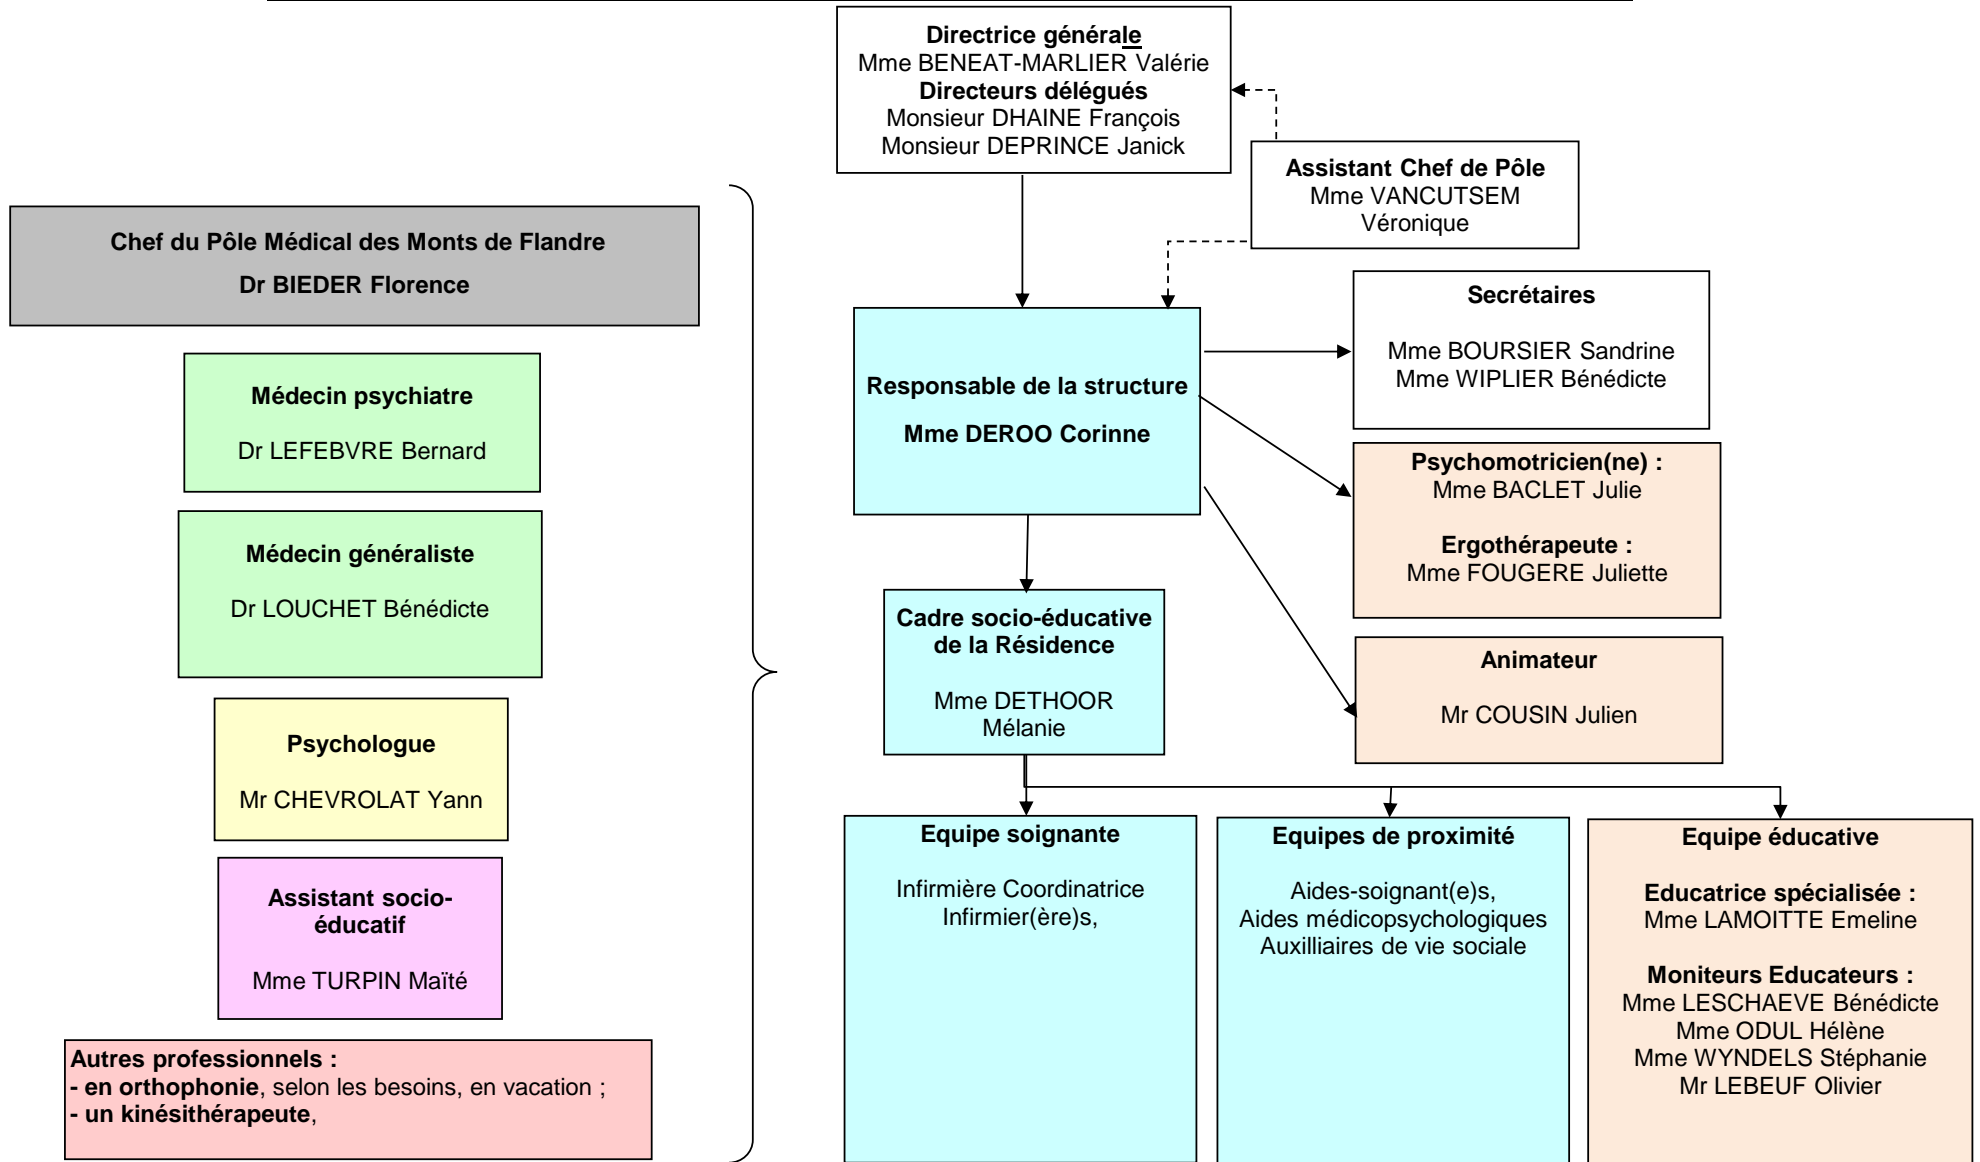 Directrice générale
Mme BENEAT-MARLIER Valérie
Directeurs délégués
Monsieur DHAINE François
Monsieur DEPRINCE Janick
Assistant Chef de Pôle
Mme VANCUTSEM
Véronique
Chef du Pôle Médical des Monts de Flandre
Dr BIEDER Florence
Médecin psychiatre
Dr LEFEBVRE Bernard
Médecin généraliste
Dr LOUCHET Bénédicte
Psychologue
Mr CHEVROLAT Yann
Assistant socio-
éducatif
Mme TURPIN Maïté
Autres professionnels :
- en orthophonie, selon les besoins, en vacation ;
- un kinésithérapeute,
Responsable de la structure
Mme DEROO Corinne
Secrétaires
Mme BOURSIER Sandrine
Mme WIPLIER Bénédicte
Psychomotricien(ne) :
Mme BACLET Julie
Ergothérapeute :
Mme FOUGERE Juliette
Animateur
Mr COUSIN Julien
Cadre socio-éducative
de la Résidence
Mme DETHOOR
Mélanie
Equipe soignante
Infirmière Coordinatrice
Infirmier(ère)s,
Equipes de proximité
Aides-soignant(e)s,
Aides médicopsychologiques
Auxilliaires de vie sociale
Equipe éducative
Educatrice spécialisée :
Mme LAMOITTE Emeline
Moniteurs Educateurs :
Mme LESCHAEVE Bénédicte
Mme ODUL Hélène
Mme WYNDELS Stéphanie
Mr LEBEUF Olivier